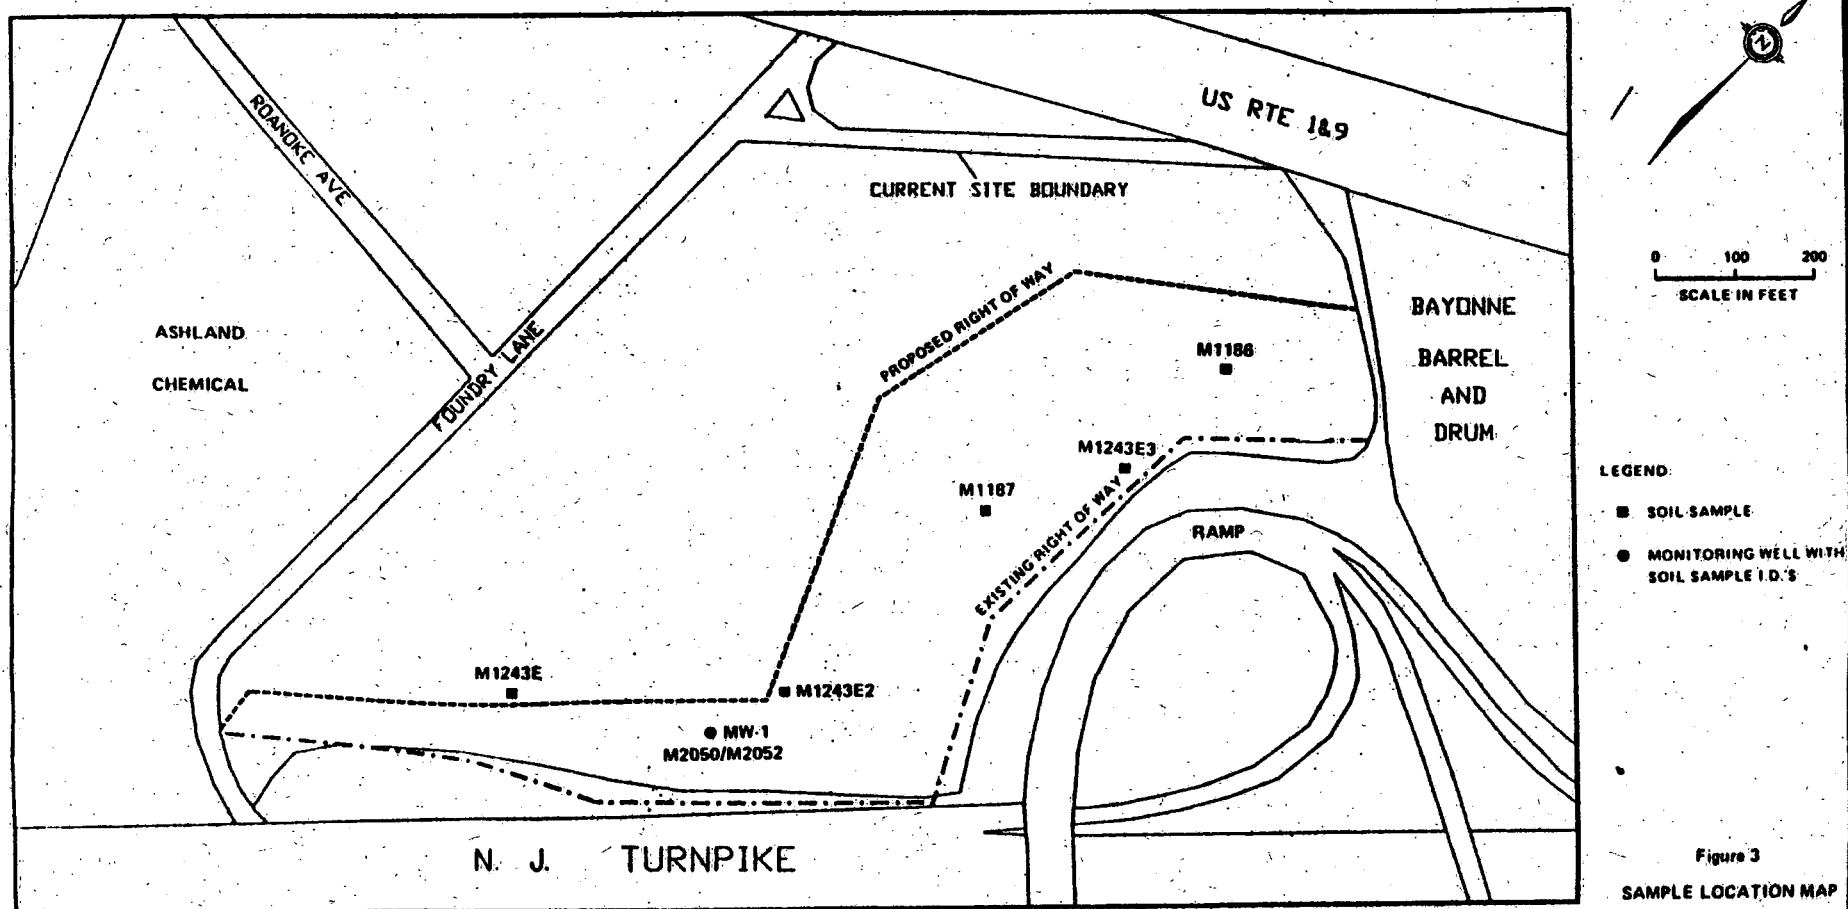 N
US RTE 1&9
ROANOKE AVE
CURRENT SITE BOUNDARY
0 100 200
SCALE IN FEET
PROPOSED RIGHT OF WAY
BAYONNE
BARREL
AND
DRUM
ASHLAND
CHEMICAL
FOUNDRY LANE
M1186
M1243E3
M1187
EXISTING RIGHT OF WAY
RAMP
LEGEND:
SOIL SAMPLE
MONITORING WELL WITH
SOIL SAMPLE I.D.'S
M1243E
M1243E2
MW-1
M2050/M2052
N. J. TURNPIKE
Figure 3
SAMPLE LOCATION MAP